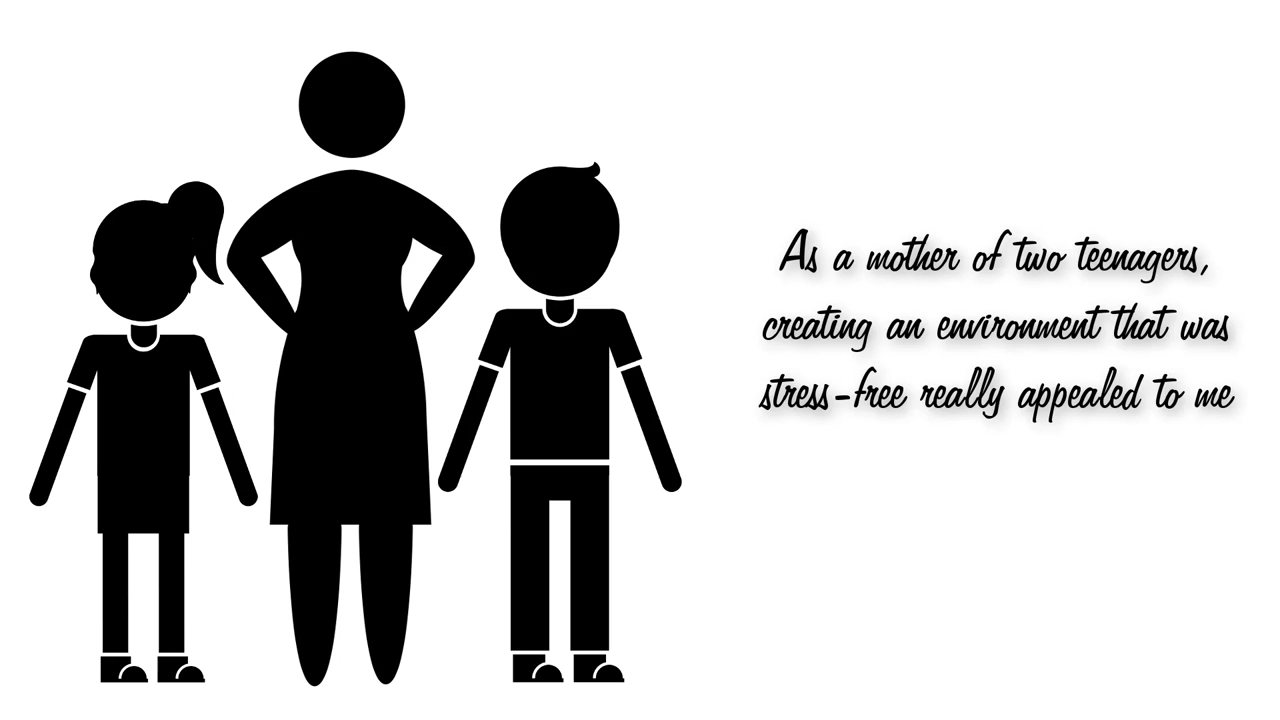 As a mother of two teenagers,
creating an environment that was
stress-free really appealed to me